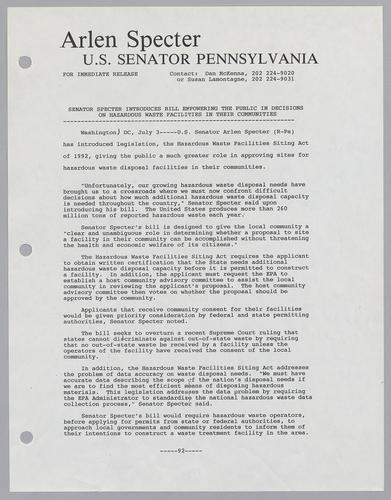 Arlen Specter
U.S. SENATOR PENNSYLVANIA
FOR IMMEDIATE RELEASE Contact: Dan McKenna, 202 224-9020
or Susan Lamontagne, 202 224-9031
SENATOR SPECTER INTRODUCES BILL EMPOWERING THE PUBLIC IN DECISIONS
ON HAZARDOUS WASTE FACILITIES IN THEIR COMMUNITIES
Washington, DC, July 3-----U.S. Senator Arlen Specter (R-Pa)
has introduced legislation, the Hazardous Waste Facilities Siting Act
of 1992, giving the public a much greater role in approving sites for
hazardous waste disposal facilities in their communities.
"Unfortunately, our growing hazardous waste disposal needs have
brought us to a crossroads where we must now confront difficult
decisions about how much additional hazardous waste disposal capacity
is needed throughout the country," Senator Specter said upon
introducing his bill. The United States produces more than 260
million tons of reported hazardous waste each year.
Senator Specter's bill is designed to give the local community a
"clear and unambiguous role in determining whether a proposal to site
a facility in their community can be accomplished without threatening
the health and economic welfare of its citizens."
The Hazardous Waste Facilities Siting Act requires the applicant
to obtain written certification that the State needs additional
hazardous waste disposal capacity before it is permitted to construct
a facility. In addition, the applicant must request the EPA to
establish a host community advisory committee to assist the local
community in reviewing the applicant's proposal. The host community
advisory committee then votes on whether the proposal should be
approved by the community.
Applicants that receive community consent for their facilities
would be given priority consideration by federal and state permitting
authorities, Senator Specter noted.
The bill seeks to overturn a recent Supreme Court ruling that
states cannot discriminate against out-of-state waste by requiring
that no out-of-state waste be received by a facility unless the
operators of the facility have received the consent of the local
community.
In addition, the Hazardous Waste Facilities Siting Act addresses
the problem of data accuracy on waste disposal needs. "We must have
accurate data describing the scope of the nation's disposal needs if
we are to find the most efficient means of disposing hazardous
materials. This legislation addresses the data problem by requiring
the EPA Administrator to standardize the national hazardous waste data
collection process," Senator Specter said.
Senator Specter's bill would require hazardous waste operators,
before applying for permits from state or federal authorities, to
approach local governments and community residents to inform them of
their intentions to construct a waste treatment facility in the area.
-----92-----